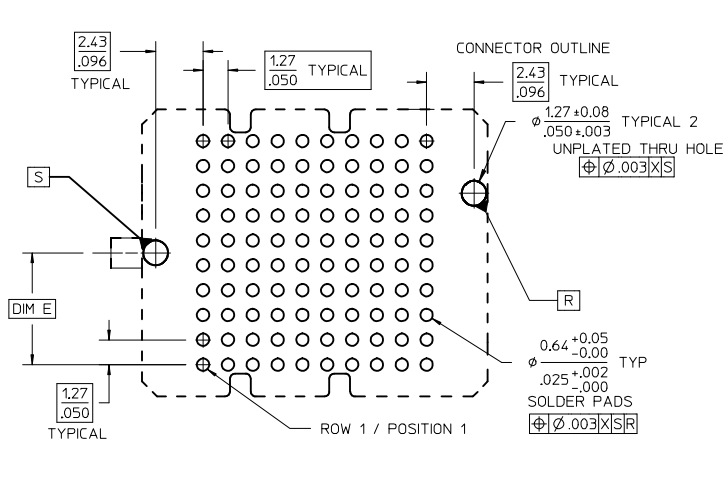 2.43
.096
TYPICAL
1.27
.050
TYPICAL
CONNECTOR OUTLINE
2.43
.096
TYPICAL
⌀ 1.27 ±0.08
.050 ±.003
TYPICAL 2
UNPLATED THRU HOLE
⌖ ⌀.003 X S
S
DIM E
R
⌀ 0.64 +0.05
-0.00
TYP
.025 +.002
-.000
SOLDER PADS
⌖ ⌀.003 X S R
1.27
.050
TYPICAL
ROW 1 / POSITION 1